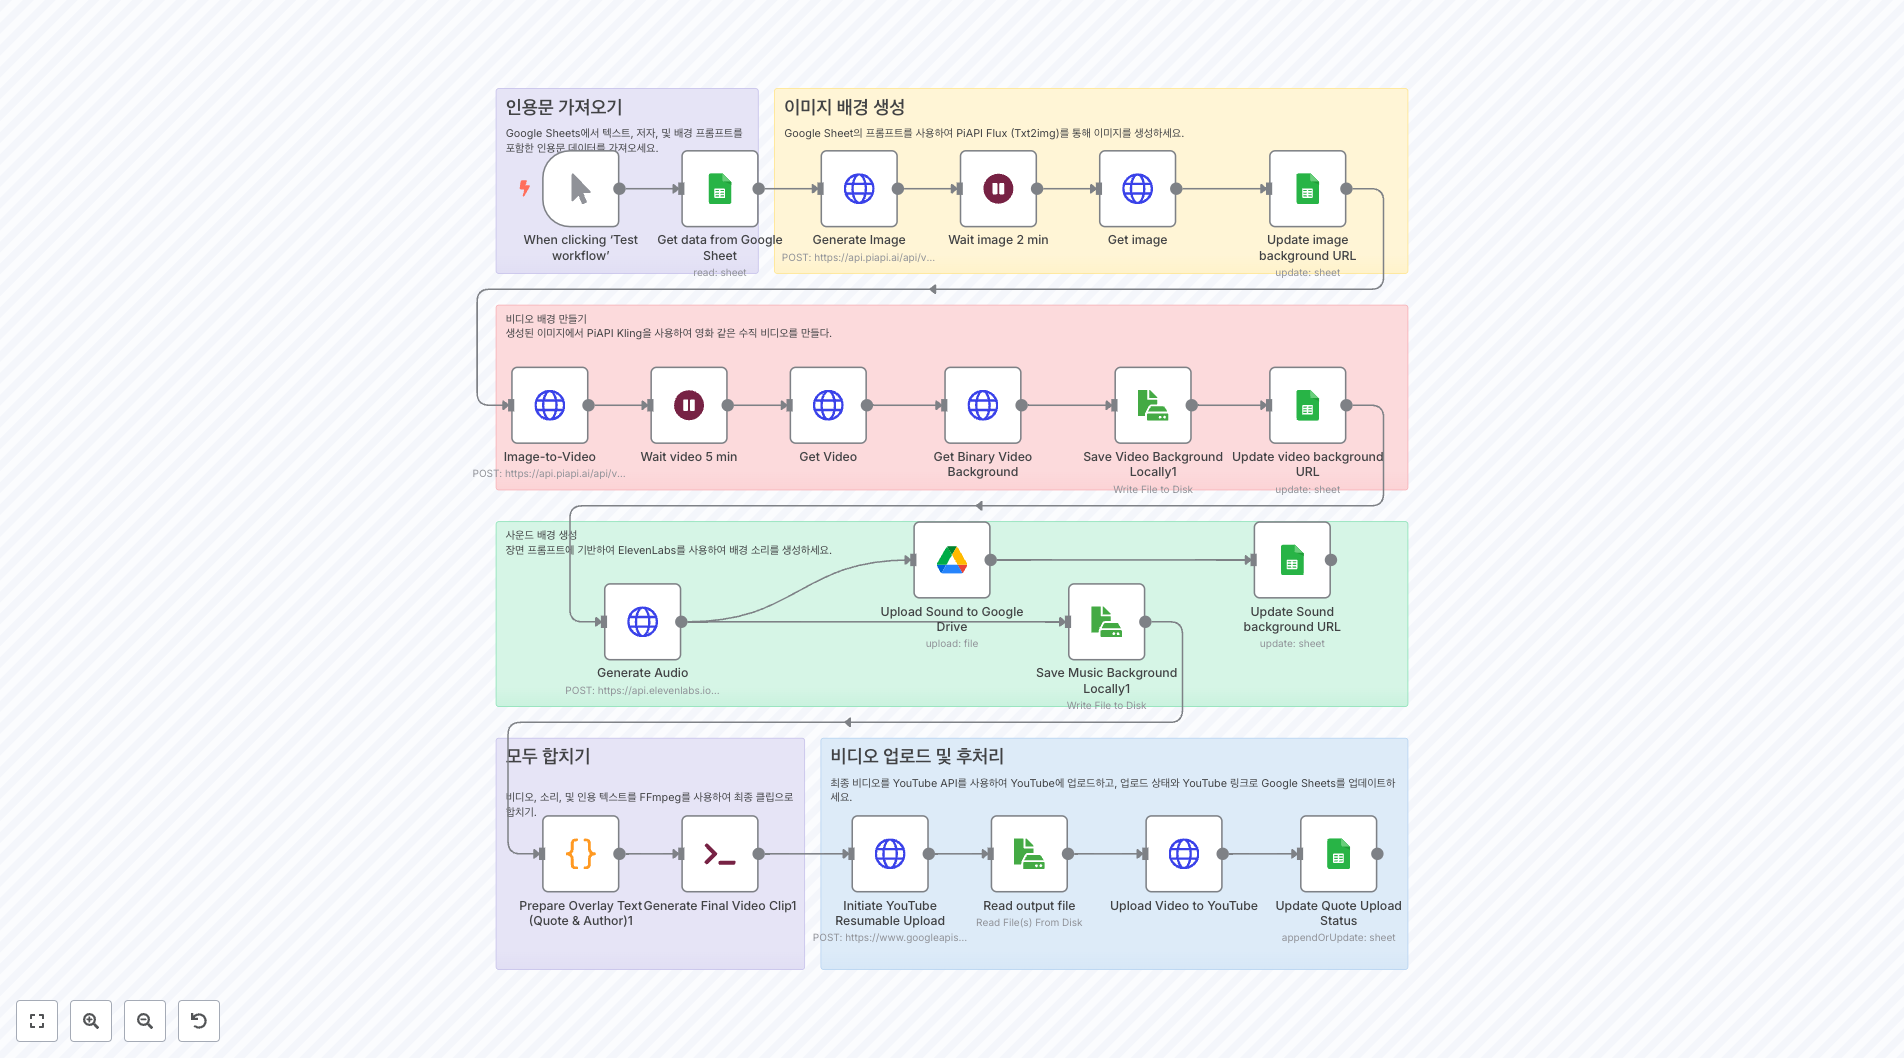 인용문 가져오기
Google Sheets에서 텍스트, 저자, 및 배경 프롬프트를
포함한 인용문 데이터를 가져오세요.
When clicking ‘Test
workflow’
Get data from Google
Sheet
read: sheet
이미지 배경 생성
Google Sheet의 프롬프트를 사용하여 PiAPI Flux (Txt2img)를 통해 이미지를 생성하세요.
Generate Image
POST: https://api.piapi.ai/api/v...
Wait image 2 min
Get image
Update image
background URL
update: sheet
비디오 배경 만들기
생성된 이미지에서 PiAPI Kling을 사용하여 영화 같은 수직 비디오를 만들다.
Image-to-Video
POST: https://api.piapi.ai/api/v...
Wait video 5 min
Get Video
Get Binary Video
Background
Save Video Background
Locally1
Write File to Disk
Update video background
URL
update: sheet
사운드 배경 생성
장면 프롬프트에 기반하여 ElevenLabs를 사용하여 배경 소리를 생성하세요.
Generate Audio
POST: https://api.elevenlabs.io...
Upload Sound to Google
Drive
upload: file
Save Music Background
Locally1
Write File to Disk
Update Sound
background URL
update: sheet
모두 합치기
비디오, 소리, 및 인용 텍스트를 FFmpeg를 사용하여 최종 클립으로
합치기.
Prepare Overlay Text
(Quote & Author)1
Generate Final Video Clip1
비디오 업로드 및 후처리
최종 비디오를 YouTube API를 사용하여 YouTube에 업로드하고, 업로드 상태와 YouTube 링크로 Google Sheets를 업데이트하
세요.
Initiate YouTube
Resumable Upload
POST: https://www.googleapis...
Read output file
Read File(s) From Disk
Upload Video to YouTube
Update Quote Upload
Status
appendOrUpdate: sheet